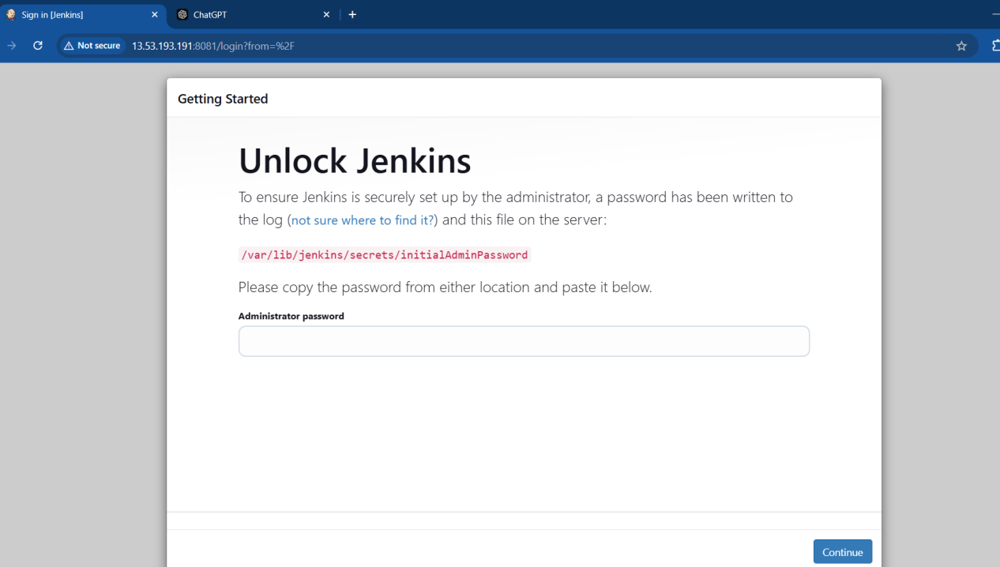 Sign in [Jenkins]
ChatGPT
Not secure 13.53.193.191:8081/login?from=%2F
Getting Started
Unlock Jenkins
To ensure Jenkins is securely set up by the administrator, a password has been written to
the log (not sure where to find it?) and this file on the server:
/var/lib/jenkins/secrets/initialAdminPassword
Please copy the password from either location and paste it below.
Administrator password
Continue